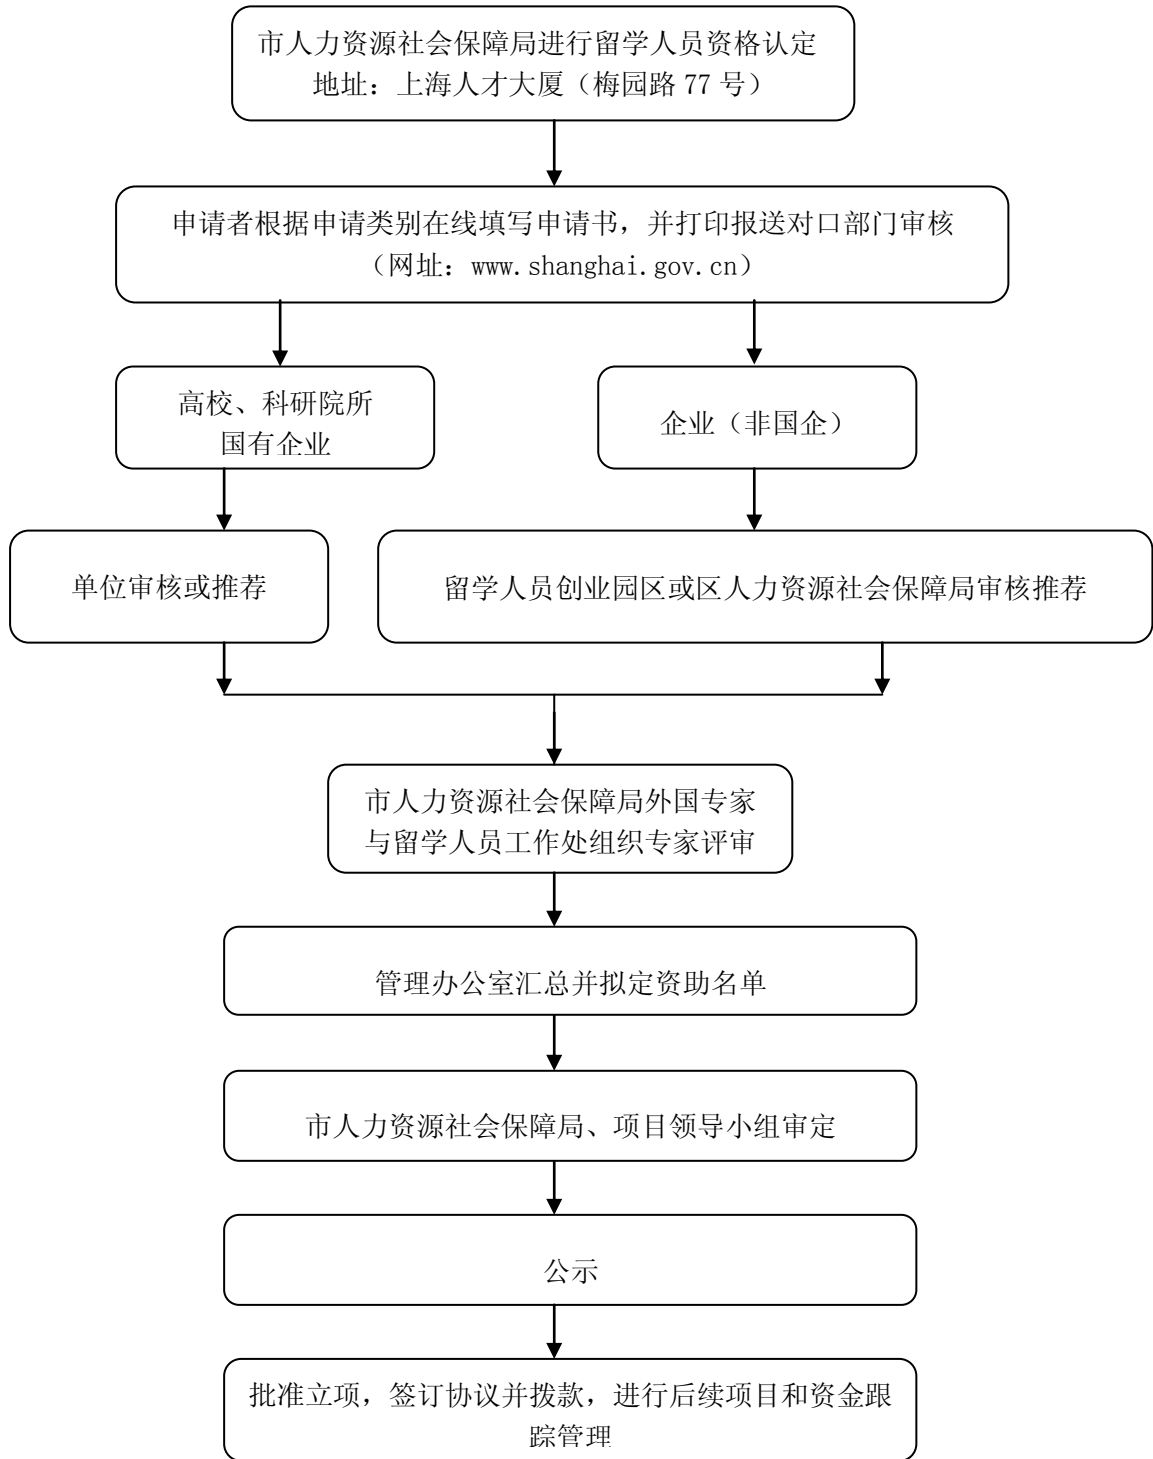 市人力资源社会保障局进行留学人员资格认定
地址：上海人才大厦（梅园路 77 号）
申请者根据申请类别在线填写申请书，并打印报送对口部门审核
（网址：www.shanghai.gov.cn）
高校、科研院所
国有企业
企业（非国企）
单位审核或推荐
留学人员创业园区或区人力资源社会保障局审核推荐
市人力资源社会保障局外国专家
与留学人员工作处组织专家评审
管理办公室汇总并拟定资助名单
市人力资源社会保障局、项目领导小组审定
公示
批准立项，签订协议并拨款，进行后续项目和资金跟
踪管理